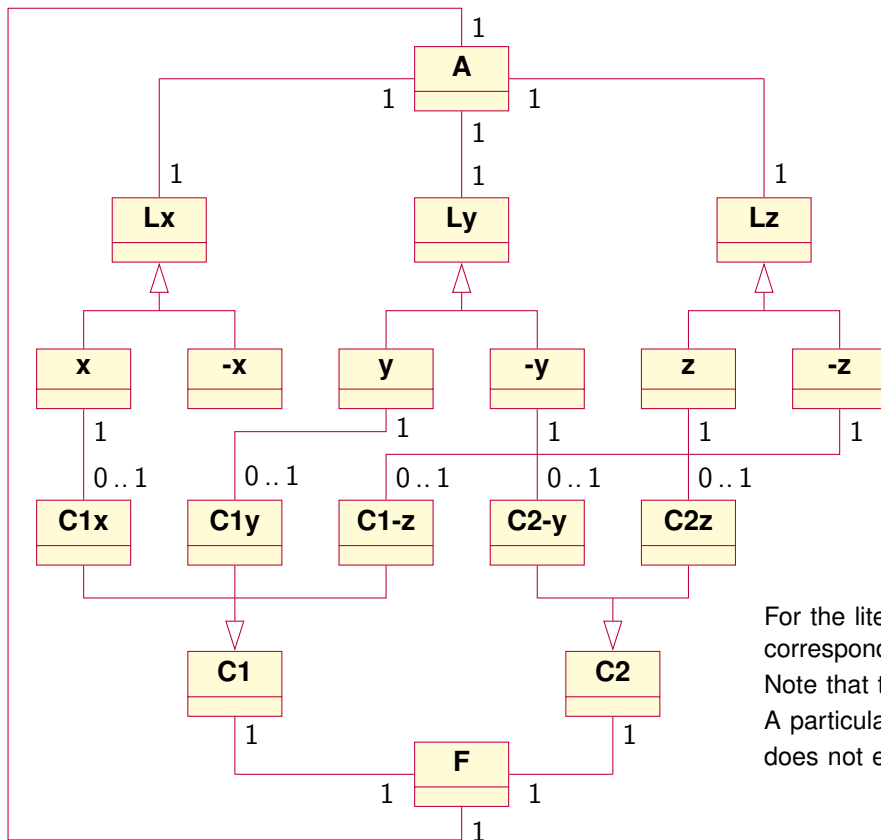 1
A
1 1
1
1 1 1
Lx Ly Lz
x -x y -y z -z
1 1 1 1 1
0 .. 1 0 .. 1 0 .. 1 0 .. 1 0 .. 1
C1x C1y C1-z C2-y C2z
For the lite
correspond
C1 C2
Note that t
A particula
1 1
does not e
F
1 1
1